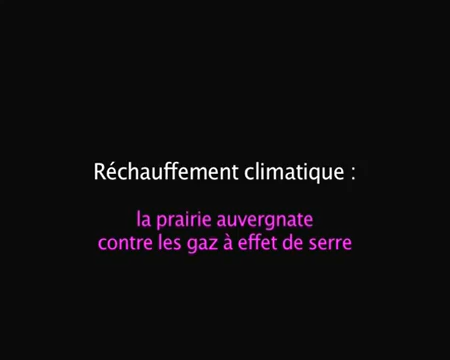 Réchauffement climatique :
la prairie auvergnate
contre les gaz à effet de serre